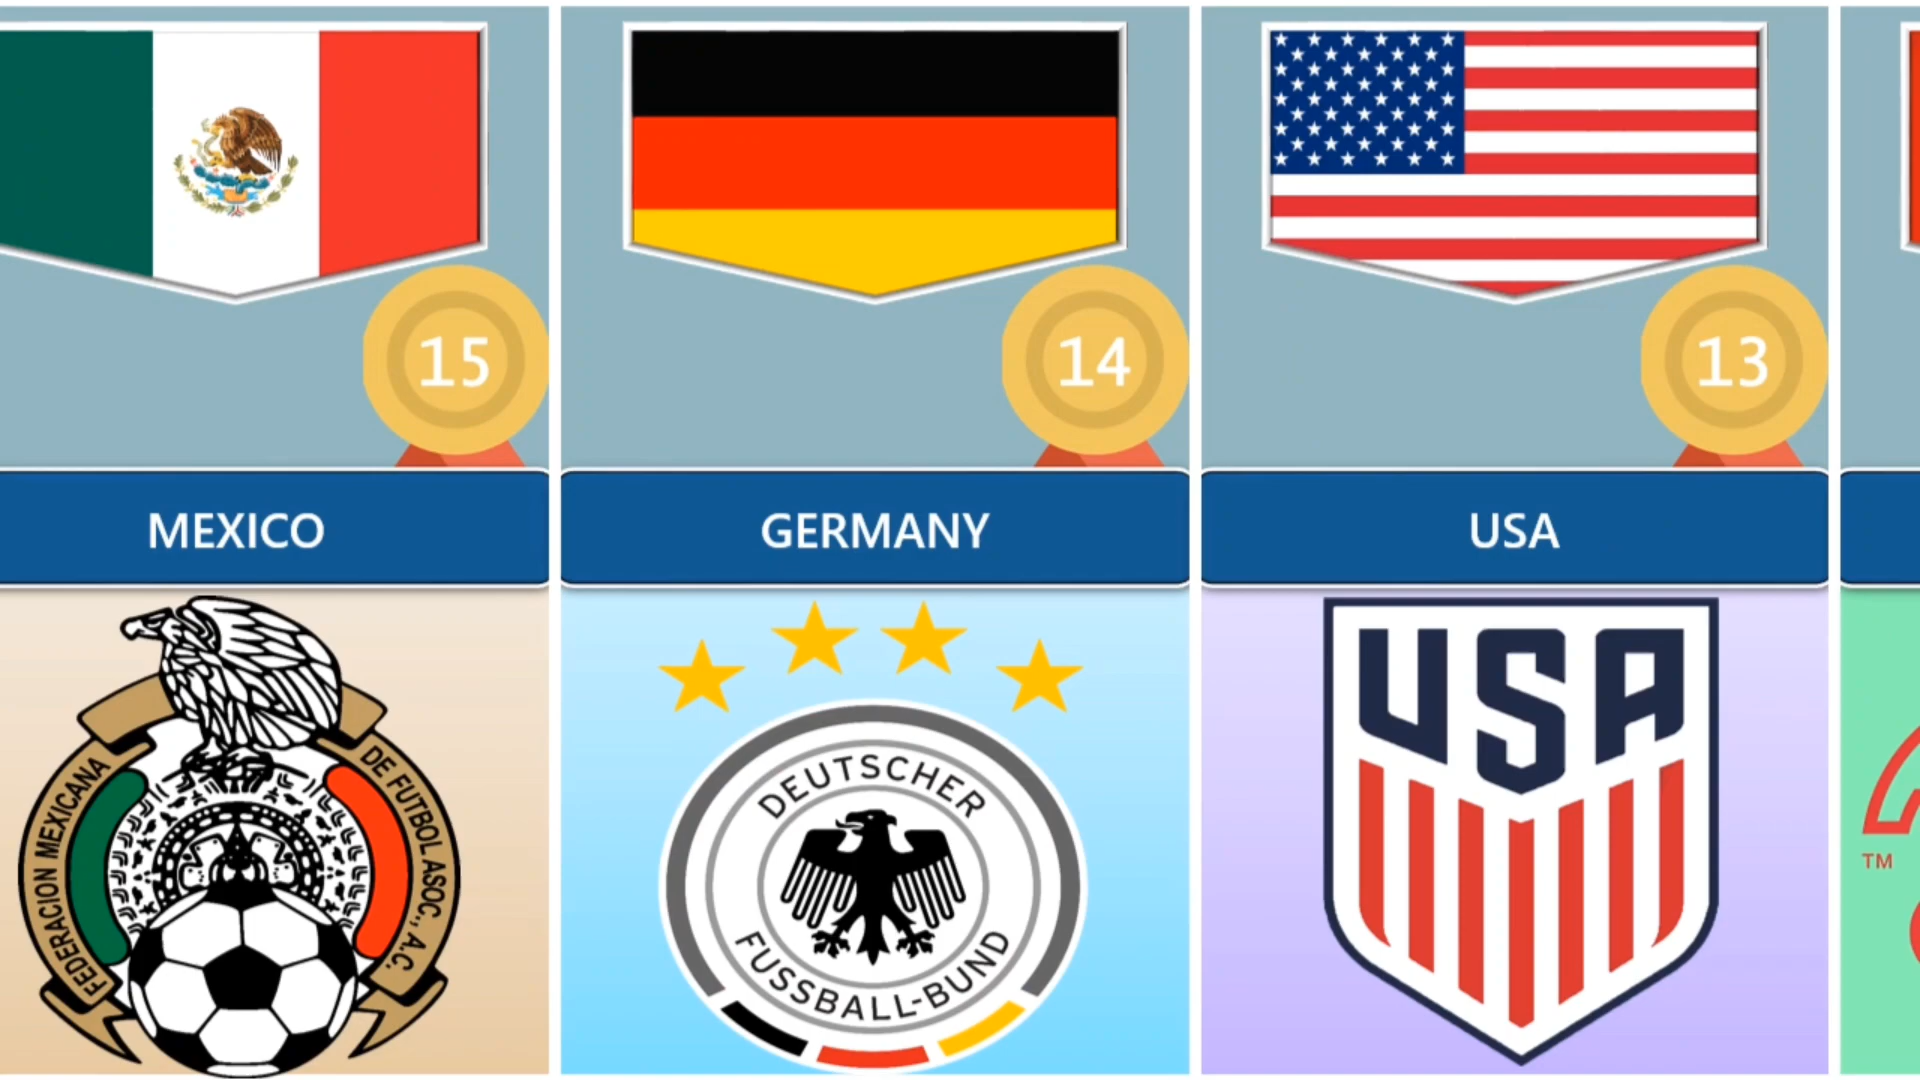 15
14
13
MEXICO
GERMANY
USA
FEDERACION MEXICANA
DE FUTBOL ASOC., A.C.
DEUTSCHER
FUSSBALL-BUND
USA
TM